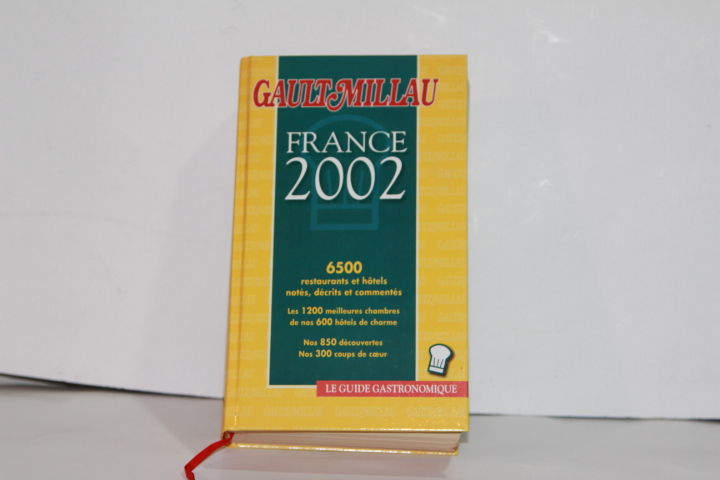 GAULT MILLAU
FRANCE
2002
6500
restaurants et hôtels
notés, décrits et commentés
Les 1200 meilleures chambres
de nos 600 hôtels de charme
Nos 850 découvertes
Nos 300 coups de cœur
LE GUIDE GASTRONOMIQUE